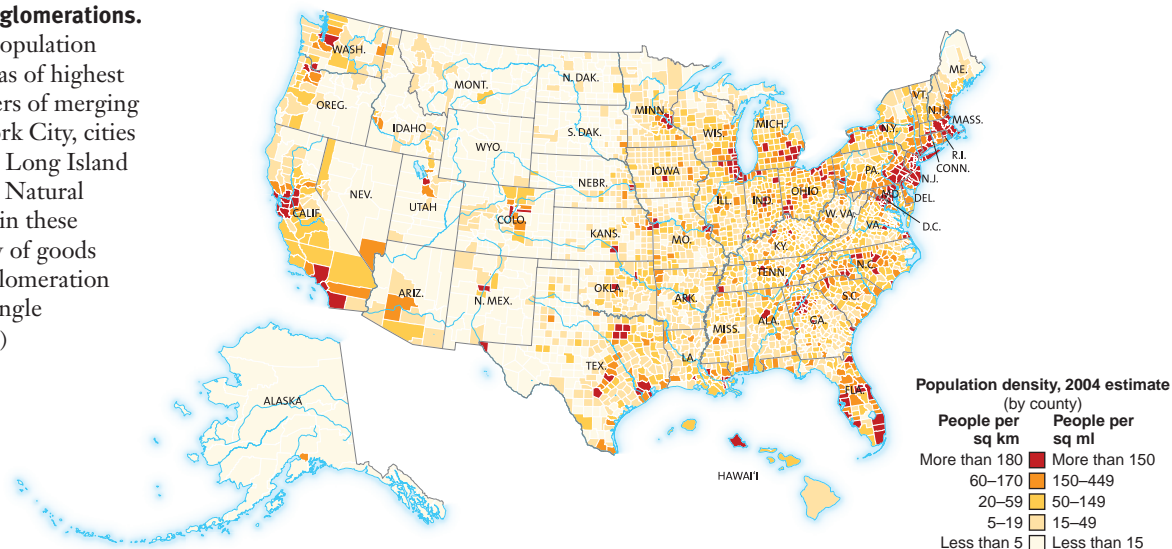 glomerations.
opulation
as of highest
ers of merging
rk City, cities
Long Island
Natural
in these
y of goods
glomeration
ngle
)
WASH.
OREG.
IDAHO
MONT.
N. DAK.
S. DAK.
WYO.
NEBR.
NEV.
UTAH
COLO.
CALIF.
ARIZ.
N. MEX.
KANS.
OKLA.
TEX.
MINN.
IOWA
MO.
ARK.
LA.
WIS.
ILL.
MICH.
IND.
OHIO
KY.
TENN.
MISS.
ALA.
GA.
FLA.
S.C.
N.C.
VA.
W. VA.
PA.
N.Y.
VT.
N.H.
ME.
MASS.
R.I.
CONN.
N.J.
DEL.
MD.
D.C.
ALASKA
HAWAI'I
Population density, 2004 estimate
(by county)
People per People per
sq km sq ml
More than 180 More than 150
60–170 150–449
20–59 50–149
5–19 15–49
Less than 5 Less than 15